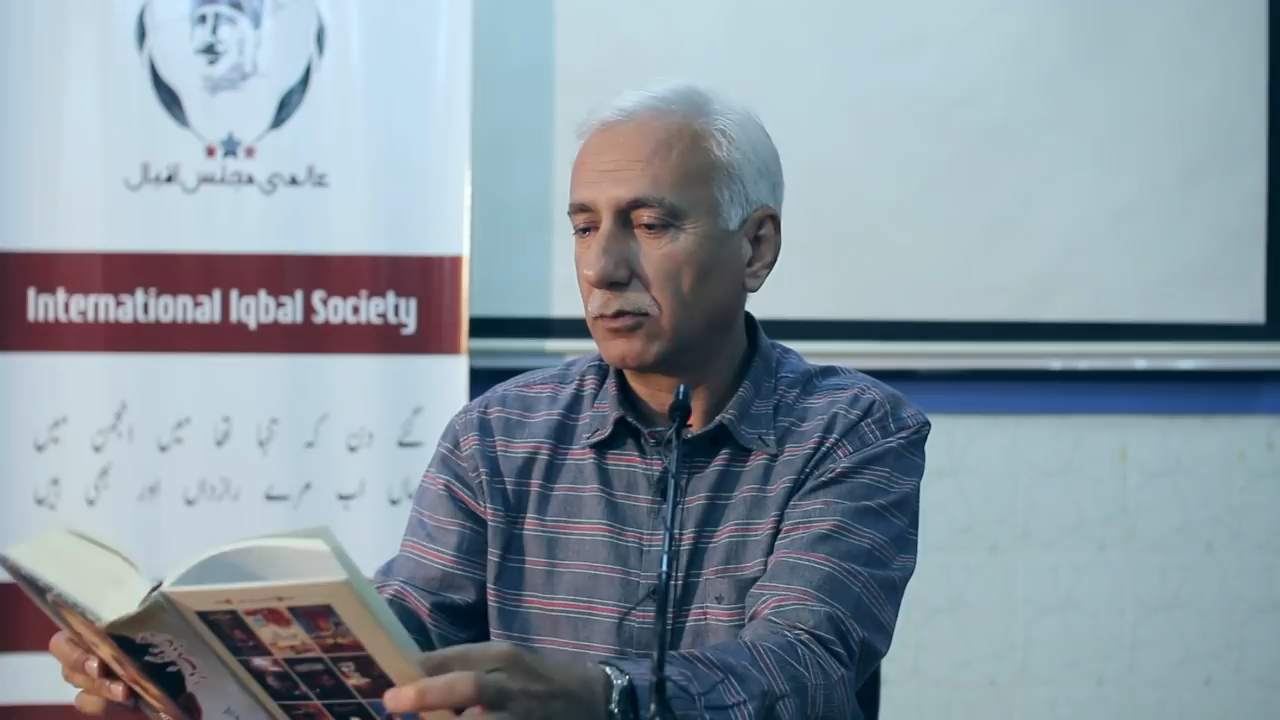 عالمی مجلس اقبال
International Iqbal Society
گئے دن کہ تنہا تھا میں انجمن میں
اب مرے رازداں اور بھی ہیں